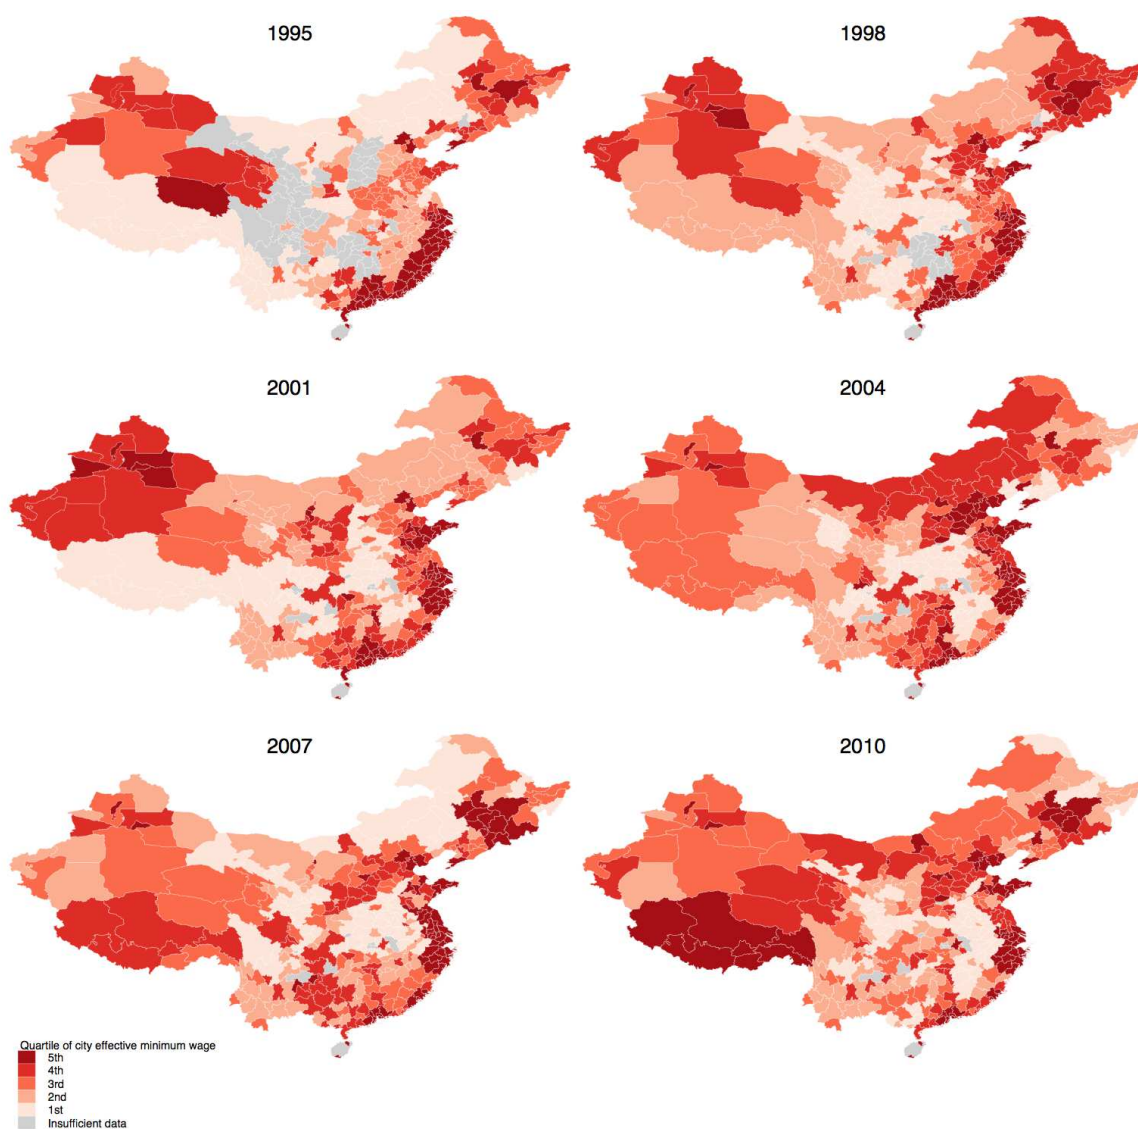 1995
1998
2001
2004
2007
2010
Quartile of city effective minimum wage
5th
4th
3rd
2nd
1st
Insufficient data